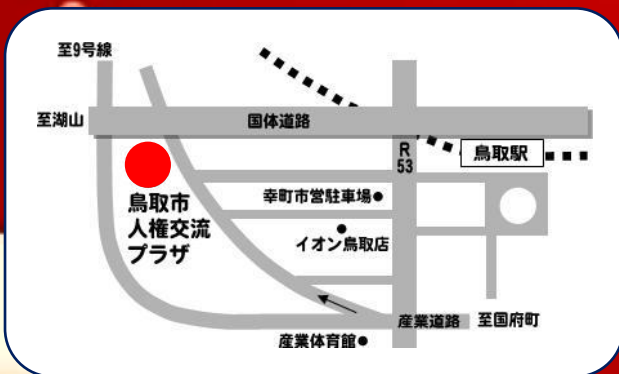 至9号線
至湖山
国体道路
R
53
鳥取駅
鳥取市
人権交流
プラザ
幸町市営駐車場
イオン鳥取店
産業道路
至国府町
産業体育館